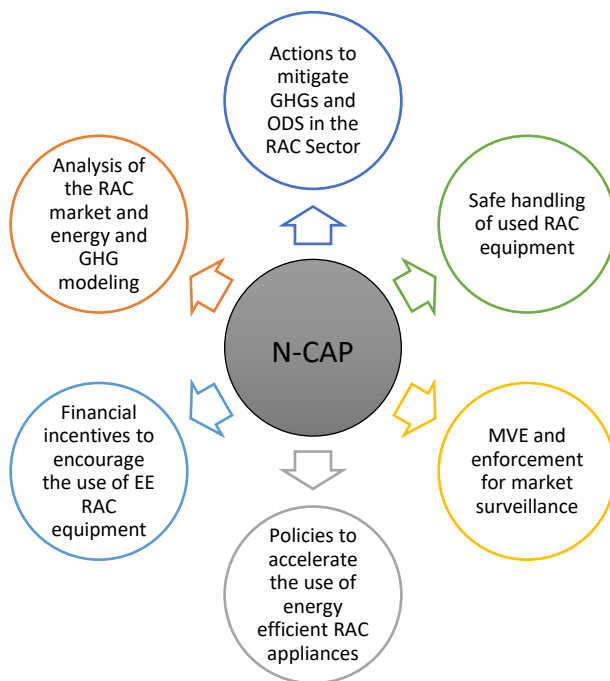 Actions to
mitigate
GHGs and
ODS in the
RAC Sector
Analysis of
the RAC
market and
energy and
GHG
modeling
Safe handling
of used RAC
equipment
N-CAP
Financial
incentives to
encourage
the use of EE
RAC
equipment
MVE and
enforcement
for market
surveillance
Policies to
accelerate
the use of
energy
efficient RAC
appliances